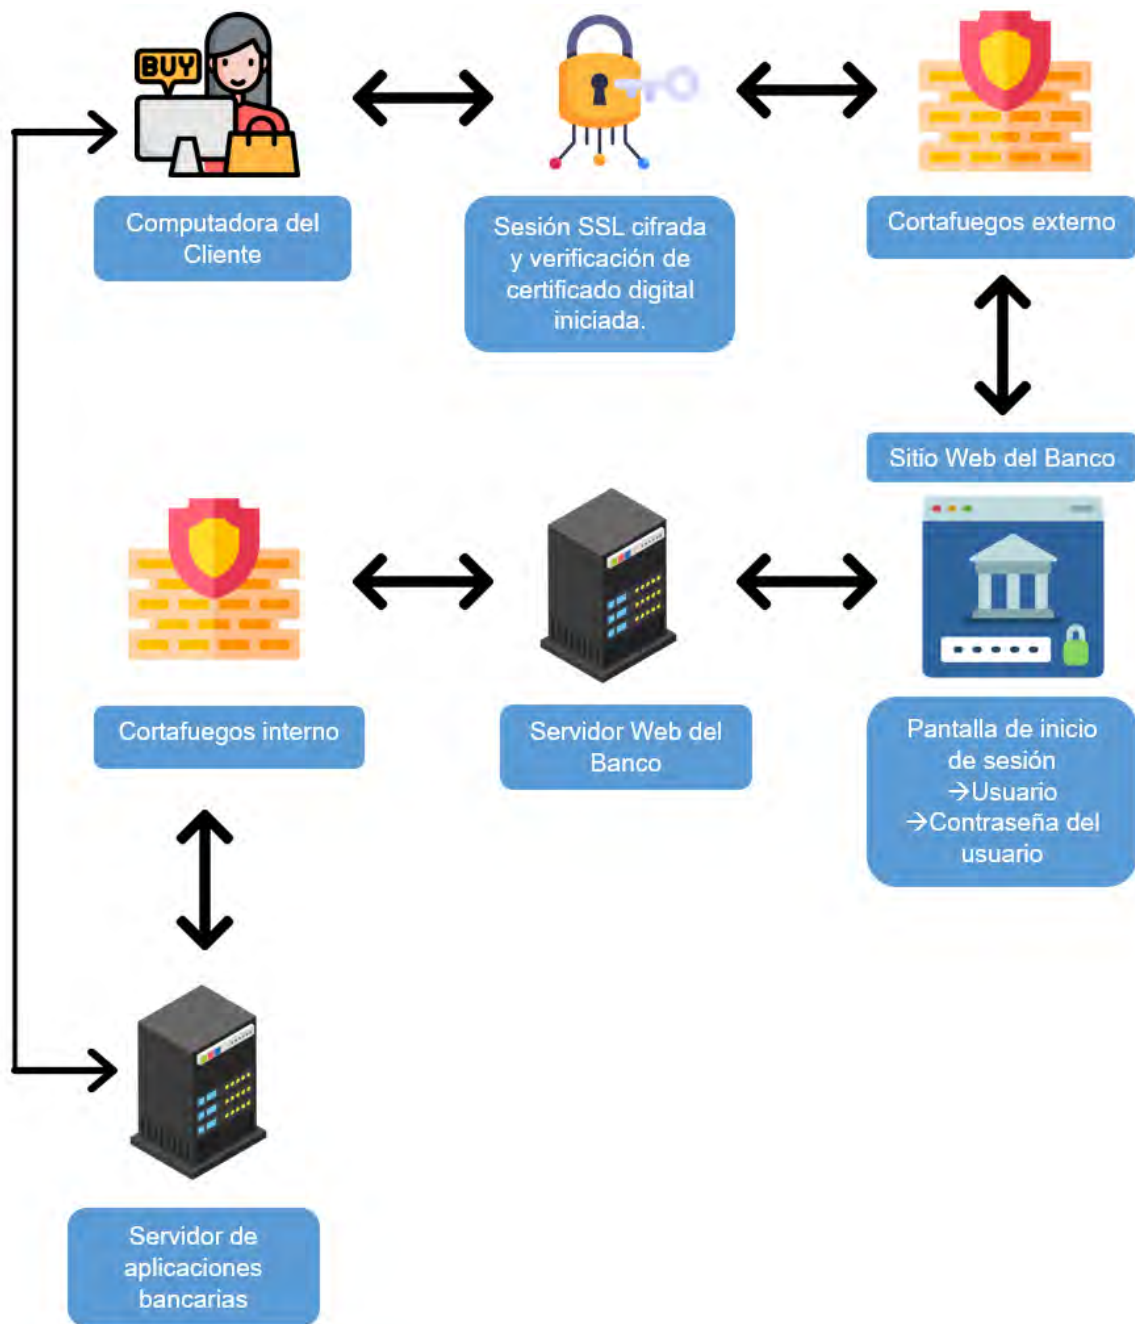 BUY
Computadora del
Cliente
Sesión SSL cifrada
y verificación de
certificado digital
iniciada.
Cortafuegos externo
Sitio Web del Banco
Cortafuegos interno
Servidor Web del
Banco
Pantalla de inicio
de sesión
→Usuario
→Contraseña del
usuario
Servidor de
aplicaciones
bancarias